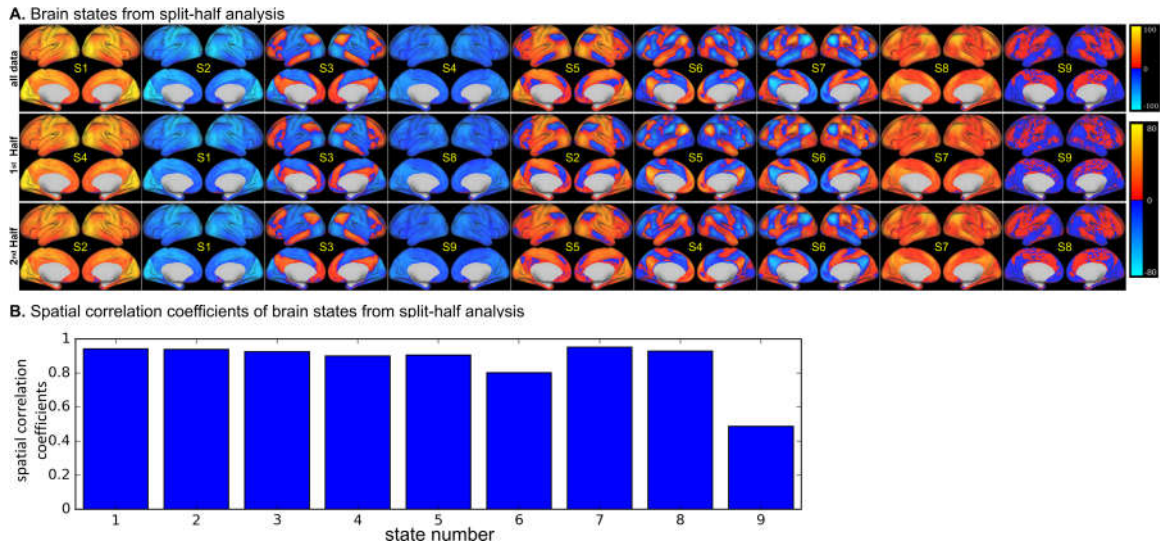 A. Brain states from split-half analysis
all data
S1 S2 S3 S4 S5 S6 S7 S8 S9
100
-100
1st Half
S4 S1 S3 S8 S2 S5 S6 S7 S9
80
0
-80
2nd Half
S2 S1 S3 S9 S5 S4 S6 S7 S8
B. Spatial correlation coefficients of brain states from split-half analysis
spatial correlation
coefficients
1
0.8
0.6
0.4
0.2
0
1 2 3 4 5 6 7 8 9
state number